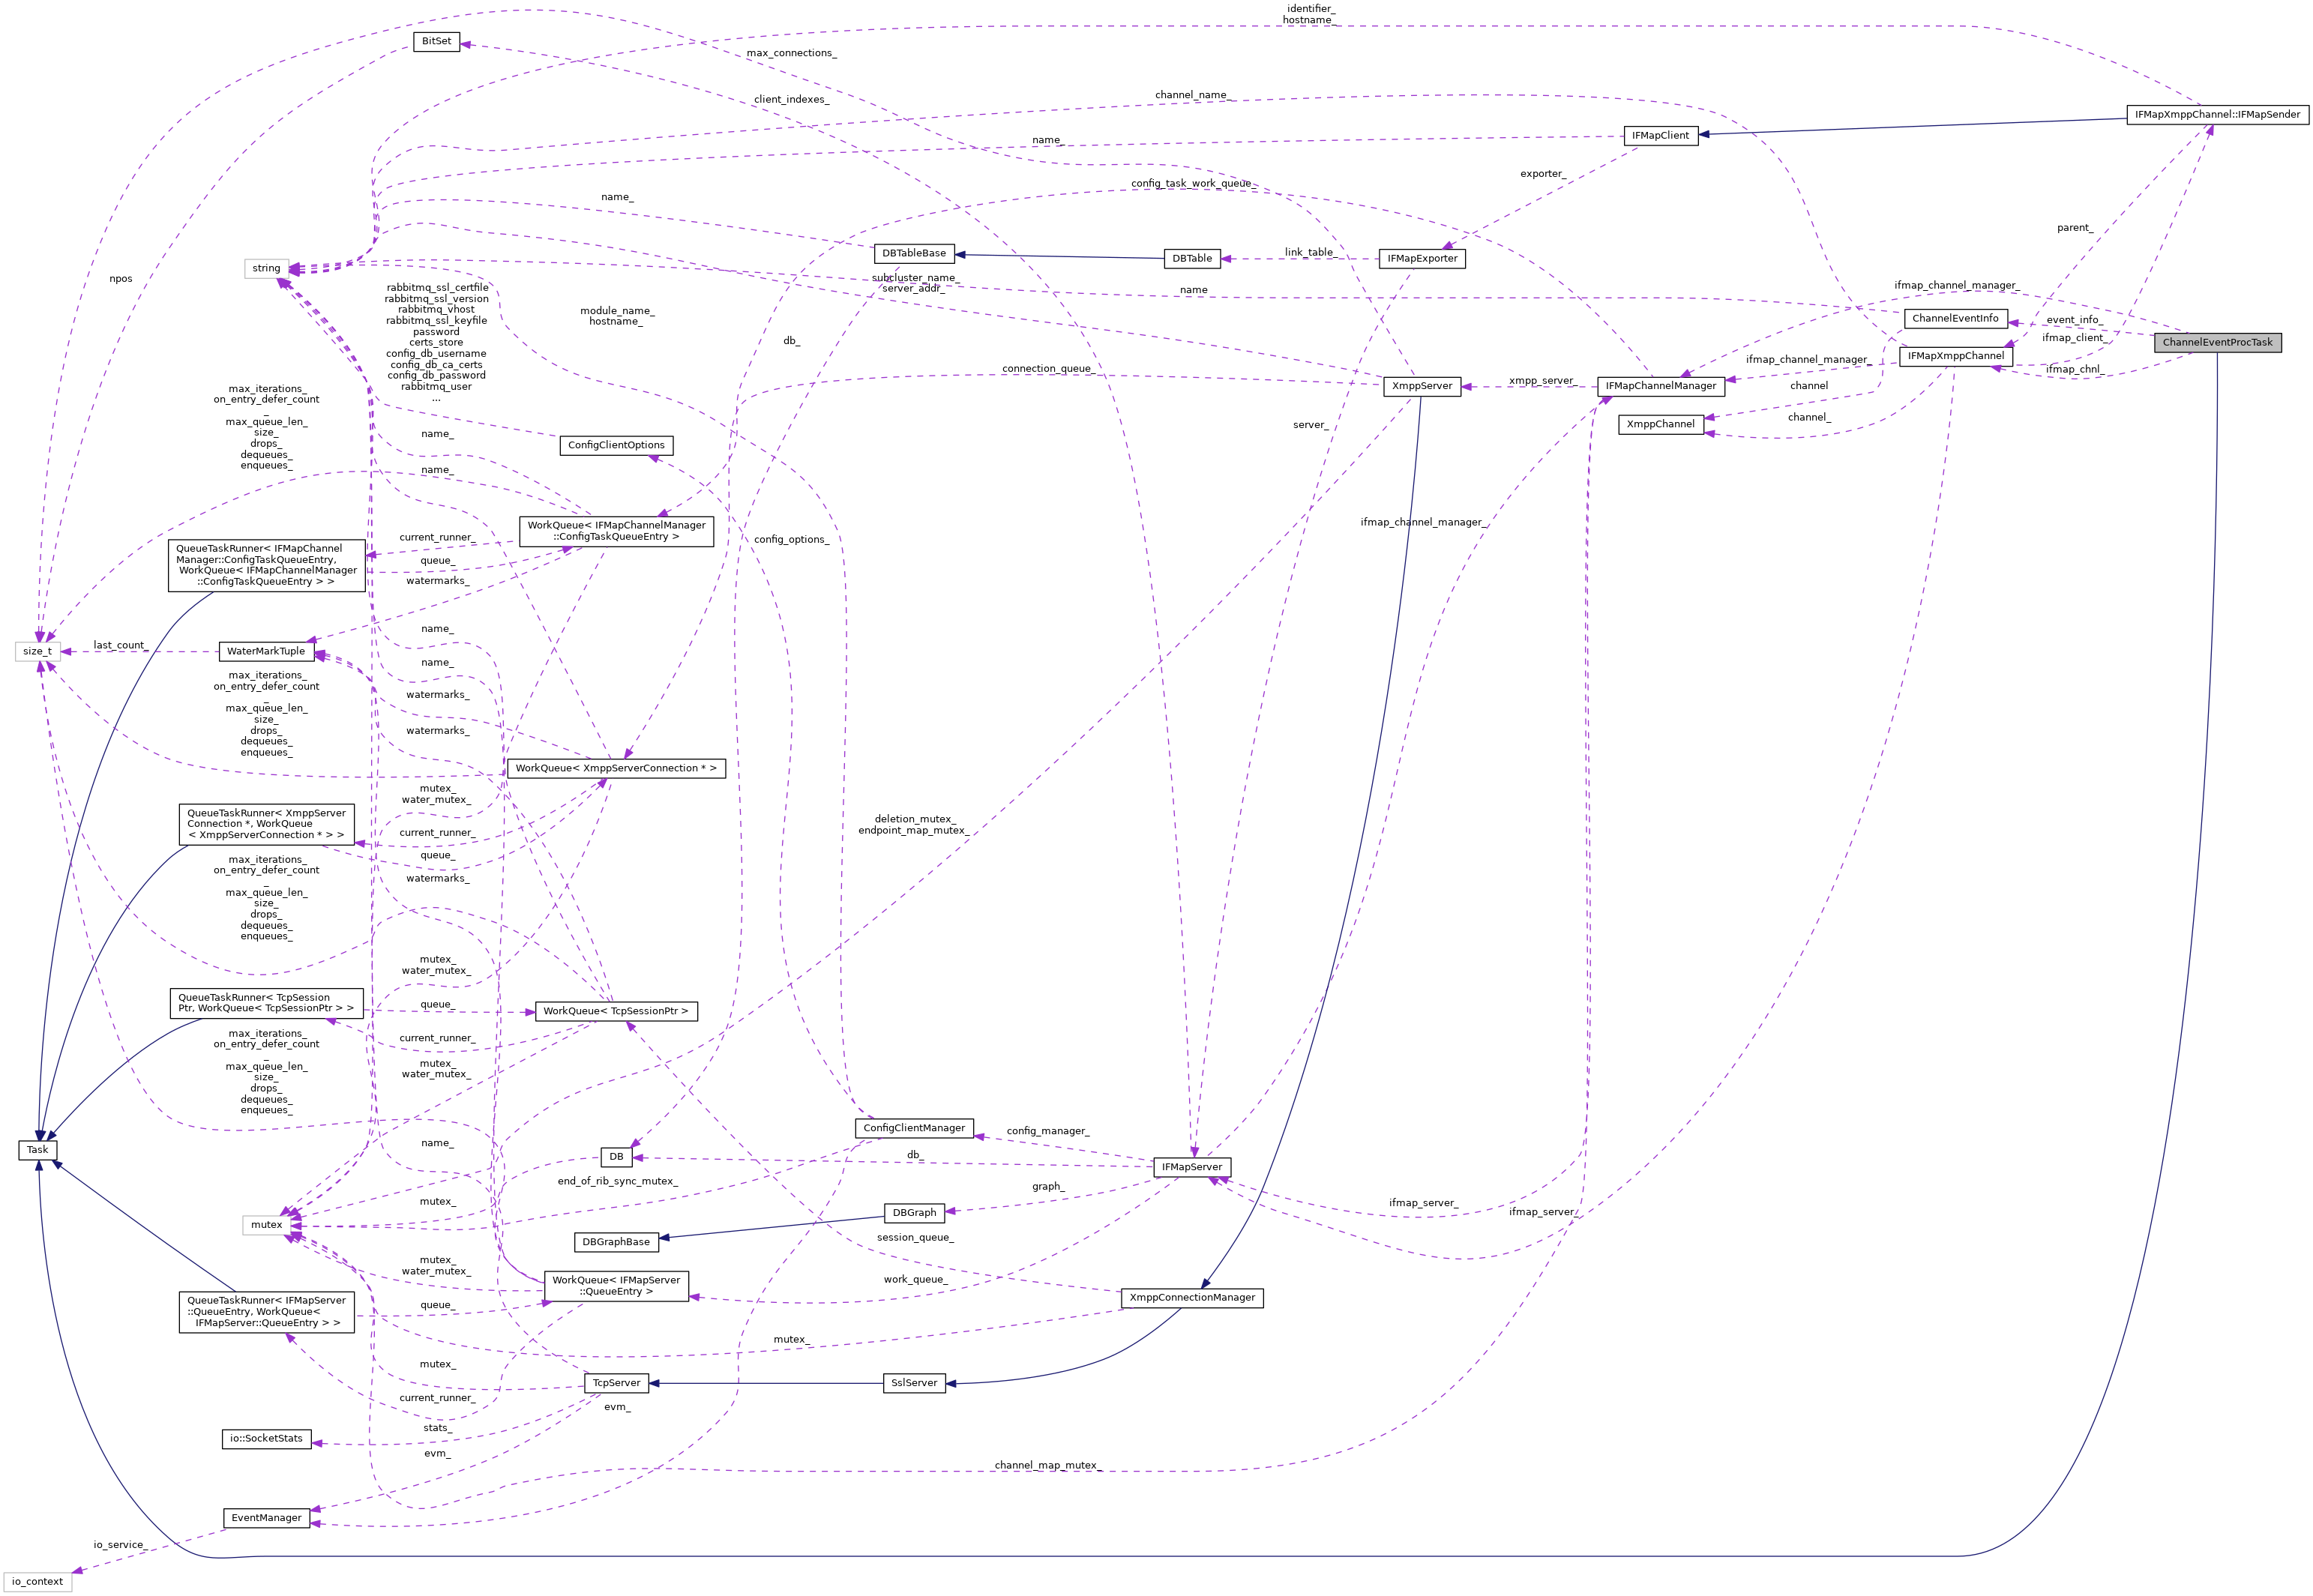 identifier_
hostname_
BitSet
max_connections_
client_indexes_
channel_name_
IFMapXmppChannel::IFMapSender
IFMapClient
name_
exporter_
config_task_work_queue_
name_
parent_
DBTableBase
DBTable
link_table_
IFMapExporter
string
npos
subcluster_name_
server_addr_
name
ifmap_channel_manager_
rabbitmq_ssl_certfile
rabbitmq_ssl_version
rabbitmq_vhost
rabbitmq_ssl_keyfile
password
certs_store
config_db_username
config_db_ca_certs
config_db_password
rabbitmq_user
...
module_name_
hostname_
db_
ChannelEventInfo
event_info_
ifmap_client_
ChannelEventProcTask
IFMapXmppChannel
ifmap_channel_manager_
ifmap_chnl_
connection_queue_
XmppServer
xmpp_server_
IFMapChannelManager
channel
max_iterations_
on_entry_defer_count
_
max_queue_len_
size_
drops_
dequeues_
enqueues_
XmppChannel
channel_
server_
name_
ConfigClientOptions
name_
WorkQueue< IFMapChannelManager
::ConfigTaskQueueEntry >
ifmap_channel_manager_
config_options_
current_runner_
QueueTaskRunner< IFMapChannel
Manager::ConfigTaskQueueEntry,
WorkQueue< IFMapChannelManager
::ConfigTaskQueueEntry > >
queue_
watermarks_
name_
size_t
last_count_
WaterMarkTuple
name_
max_iterations_
on_entry_defer_count
_
max_queue_len_
size_
drops_
dequeues_
enqueues_
watermarks_
watermarks_
WorkQueue< XmppServerConnection * >
mutex_
water_mutex_
QueueTaskRunner< XmppServer
Connection *, WorkQueue
< XmppServerConnection * > >
current_runner_
queue_
deletion_mutex_
endpoint_map_mutex_
max_iterations_
on_entry_defer_count
_
max_queue_len_
size_
drops_
dequeues_
enqueues_
watermarks_
mutex_
water_mutex_
QueueTaskRunner< TcpSession
Ptr, WorkQueue< TcpSessionPtr > >
queue_
WorkQueue< TcpSessionPtr >
current_runner_
max_iterations_
on_entry_defer_count
_
max_queue_len_
size_
drops_
dequeues_
enqueues_
mutex_
water_mutex_
ConfigClientManager
config_manager_
Task
name_
DB
db_
IFMapServer
end_of_rib_sync_mutex_
graph_
mutex_
ifmap_server_
ifmap_server_
mutex
DBGraph
DBGraphBase
session_queue_
mutex_
water_mutex_
WorkQueue< IFMapServer
::QueueEntry >
work_queue_
XmppConnectionManager
QueueTaskRunner< IFMapServer
::QueueEntry, WorkQueue<
IFMapServer::QueueEntry > >
queue_
mutex_
mutex_
TcpServer
SslServer
current_runner_
evm_
stats_
io::SocketStats
evm_
channel_map_mutex_
EventManager
io_service_
io_context